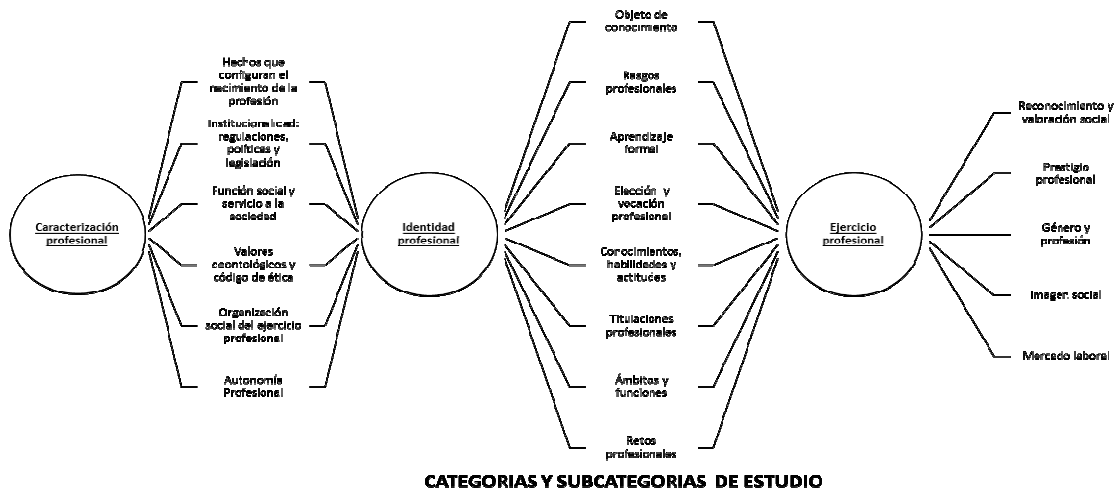 Caracterización
profesional
Hechos que
configuran el
nacimiento de la
profesión
Institucionalidad:
regulaciones,
políticas y
legislación
Función social y
servicio a la
sociedad
Valores
deontológicos y
código de ética
Organización
social del ejercicio
profesional
Autonomía
Profesional
Identidad
profesional
Objeto de
conocimiento
Rasgos
profesionales
Aprendizaje
formal
Elección y
vocación
profesional
Conocimientos,
habilidades y
actitudes
Titulaciones
profesionales
Ámbitos y
funciones
Retos
profesionales
Ejercicio
profesional
Reconocimiento y
valoración social
Prestigio
profesional
Género y
profesión
Imagen social
Mercado laboral
CATEGORIAS Y SUBCATEGORIAS DE ESTUDIO